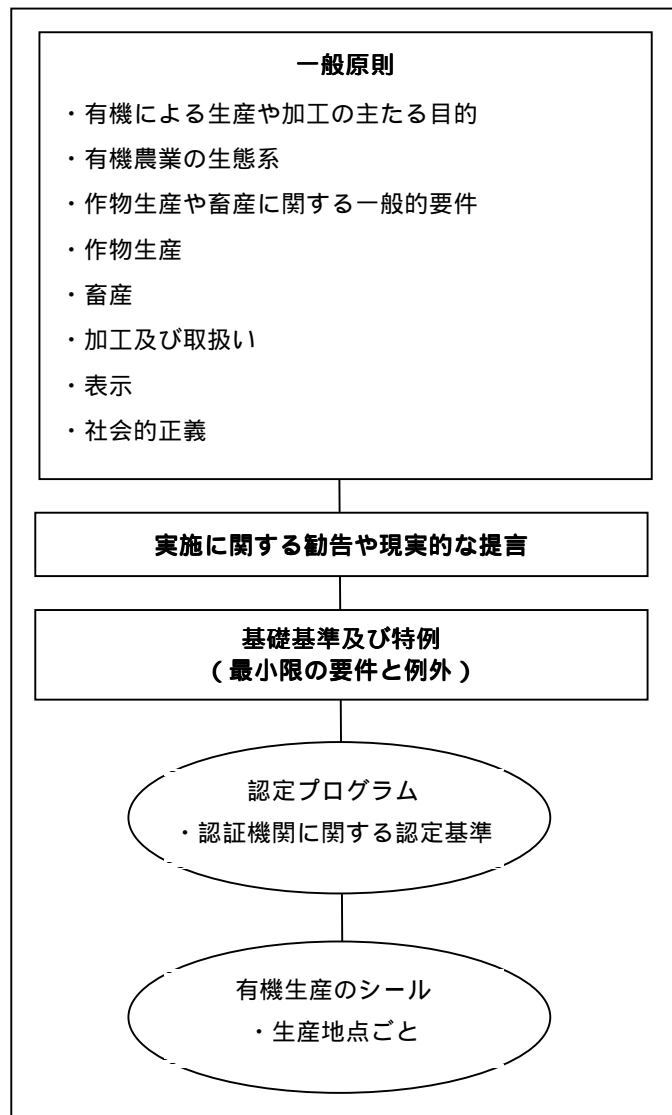 一般原則
・有機による生産や加工の主たる目的
・有機農業の生態系
・作物生産や畜産に関する一般的要件
・作物生産
・畜産
・加工及び取扱い
・表示
・社会的正義
実施に関する勧告や現実的な提言
基礎基準及び特例
(最小限の要件と例外)
認定プログラム
・認証機関に関する認定基準
有機生産のシール
・生産地点ごと